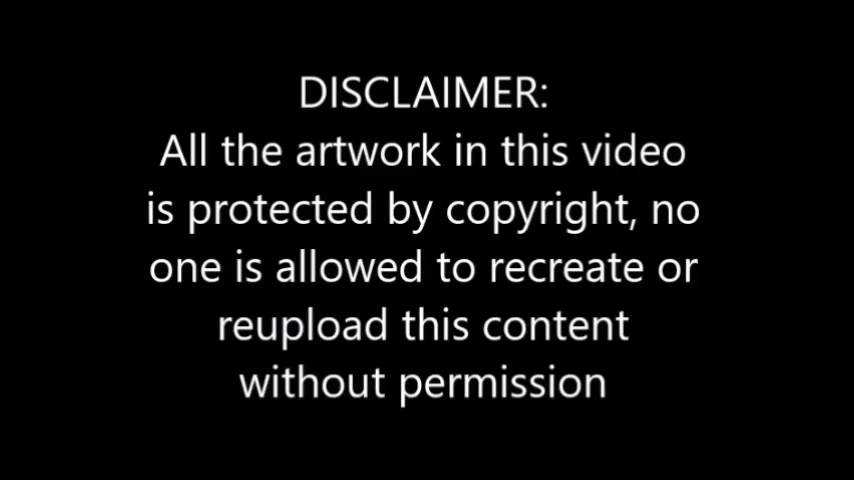 DISCLAIMER:
All the artwork in this video
is protected by copyright, no
one is allowed to recreate or
reupload this content
without permission